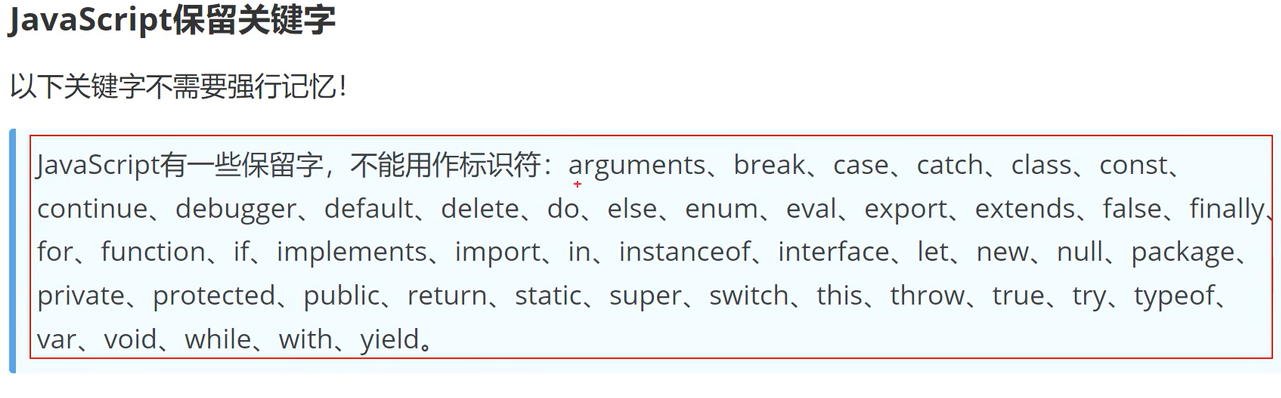 JavaScript保留关键字
以下关键字不需要强行记忆！
JavaScript有一些保留字，不能用作标识符：arguments、break、case、catch、class、const、
continue、debugger、default、delete、do、else、enum、eval、export、extends、false、finally、
for、function、if、implements、import、in、instanceof、interface、let、new、null、package、
private、protected、public、return、static、super、switch、this、throw、true、try、typeof、
var、void、while、with、yield。